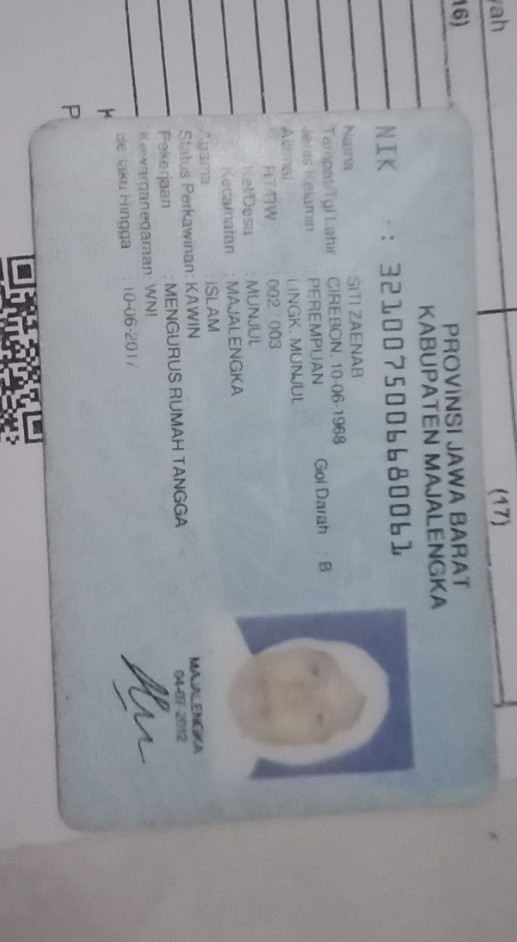 PROVINSI JAWA BARAT
KABUPATEN MAJALENGKA
NIK : 3210075006680061
Nama : SITI ZAENAB
Tempat/Tgl Lahir : CIREBON, 10-06-1968
Jenis Kelamin : PEREMPUAN Gol Darah : B
Alamat : LINGK. MUNJUL
RT/RW : 002/003
Kel/Desa : MUNJUL
Kecamatan : MAJALENGKA
Agama : ISLAM
Status Perkawinan: KAWIN
Pekerjaan : MENGURUS RUMAH TANGGA
Kewarganegaraan: WNI
Berlaku Hingga : 10-06-2017
MAJALENGKA
04-07-2012
16)
yah
(17)
K
P